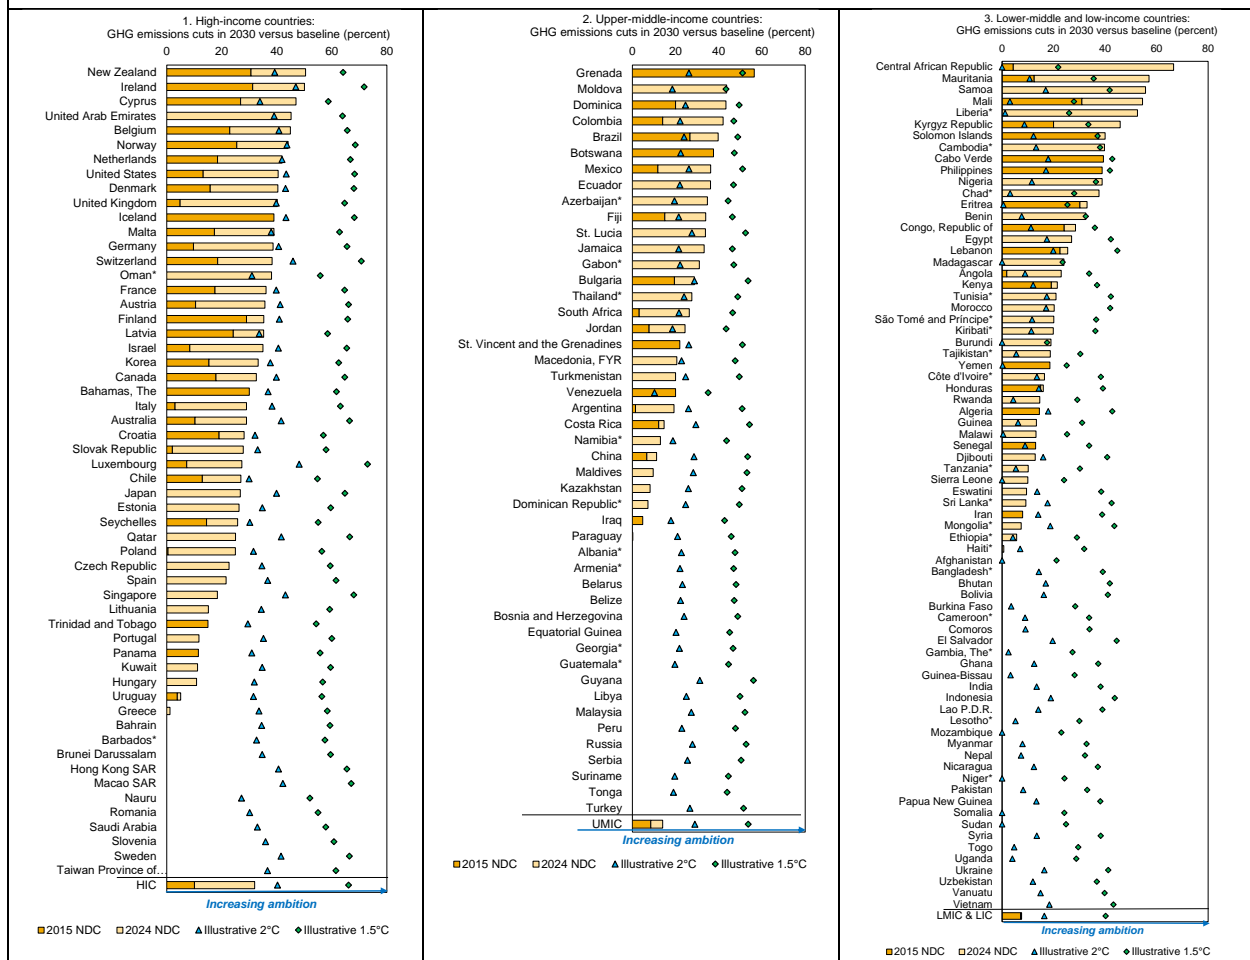 1. High-income countries:
GHG emissions cuts in 2030 versus baseline (percent)
0 20 40 60 80
New Zealand
Ireland
Cyprus
United Arab Emirates
Belgium
Norway
Netherlands
United States
Denmark
United Kingdom
Iceland
Malta
Germany
Switzerland
Oman*
France
Austria
Finland
Latvia
Israel
Korea
Canada
Bahamas, The
Italy
Australia
Croatia
Slovak Republic
Luxembourg
Chile
Japan
Estonia
Seychelles
Qatar
Poland
Czech Republic
Spain
Singapore
Lithuania
Trinidad and Tobago
Portugal
Panama
Kuwait
Hungary
Uruguay
Greece
Bahrain
Barbados*
Brunei Darussalam
Hong Kong SAR
Macao SAR
Nauru
Romania
Saudi Arabia
Slovenia
Sweden
Taiwan Province of...
HIC
Increasing ambition
2015 NDC 2024 NDC Illustrative 2°C Illustrative 1.5°C
2. Upper-middle-income countries:
GHG emissions cuts in 2030 versus baseline (percent)
0 20 40 60 80
Grenada
Moldova
Dominica
Colombia
Brazil
Botswana
Mexico
Ecuador
Azerbaijan*
Fiji
St. Lucia
Jamaica
Gabon*
Bulgaria
Thailand*
South Africa
Jordan
St. Vincent and the Grenadines
Macedonia, FYR
Turkmenistan
Venezuela
Argentina
Costa Rica
Namibia*
China
Maldives
Kazakhstan
Dominican Republic*
Iraq
Paraguay
Albania*
Armenia*
Belarus
Belize
Bosnia and Herzegovina
Equatorial Guinea
Georgia*
Guatemala*
Guyana
Libya
Malaysia
Peru
Russia
Serbia
Suriname
Tonga
Turkey
UMIC
Increasing ambition
2015 NDC 2024 NDC Illustrative 2°C Illustrative 1.5°C
3. Lower-middle and low-income countries:
GHG emissions cuts in 2030 versus baseline (percent)
0 20 40 60 80
Central African Republic
Mauritania
Samoa
Mali
Liberia*
Kyrgyz Republic
Solomon Islands
Cambodia*
Cabo Verde
Philippines
Nigeria
Chad*
Eritrea
Benin
Congo, Republic of
Egypt
Lebanon
Madagascar
Angola
Kenya
Tunisia*
Morocco
São Tomé and Príncipe*
Kiribati*
Burundi
Tajikistan*
Yemen
Côte d'Ivoire*
Honduras
Rwanda
Algeria
Guinea
Malawi
Senegal
Djibouti
Tanzania*
Sierra Leone
Eswatini
Sri Lanka*
Iran
Mongolia*
Ethiopia*
Haiti*
Afghanistan
Bangladesh*
Bhutan
Bolivia
Burkina Faso
Cameroon*
Comoros
El Salvador
Gambia, The*
Ghana
Guinea-Bissau
India
Indonesia
Lao P.D.R.
Lesotho*
Mozambique
Myanmar
Nepal
Nicaragua
Niger*
Pakistan
Papua New Guinea
Somalia
Sudan
Syria
Togo
Uganda
Ukraine
Uzbekistan
Vanuatu
Vietnam
LMIC & LIC
Increasing ambition
2015 NDC 2024 NDC Illustrative 2°C Illustrative 1.5°C